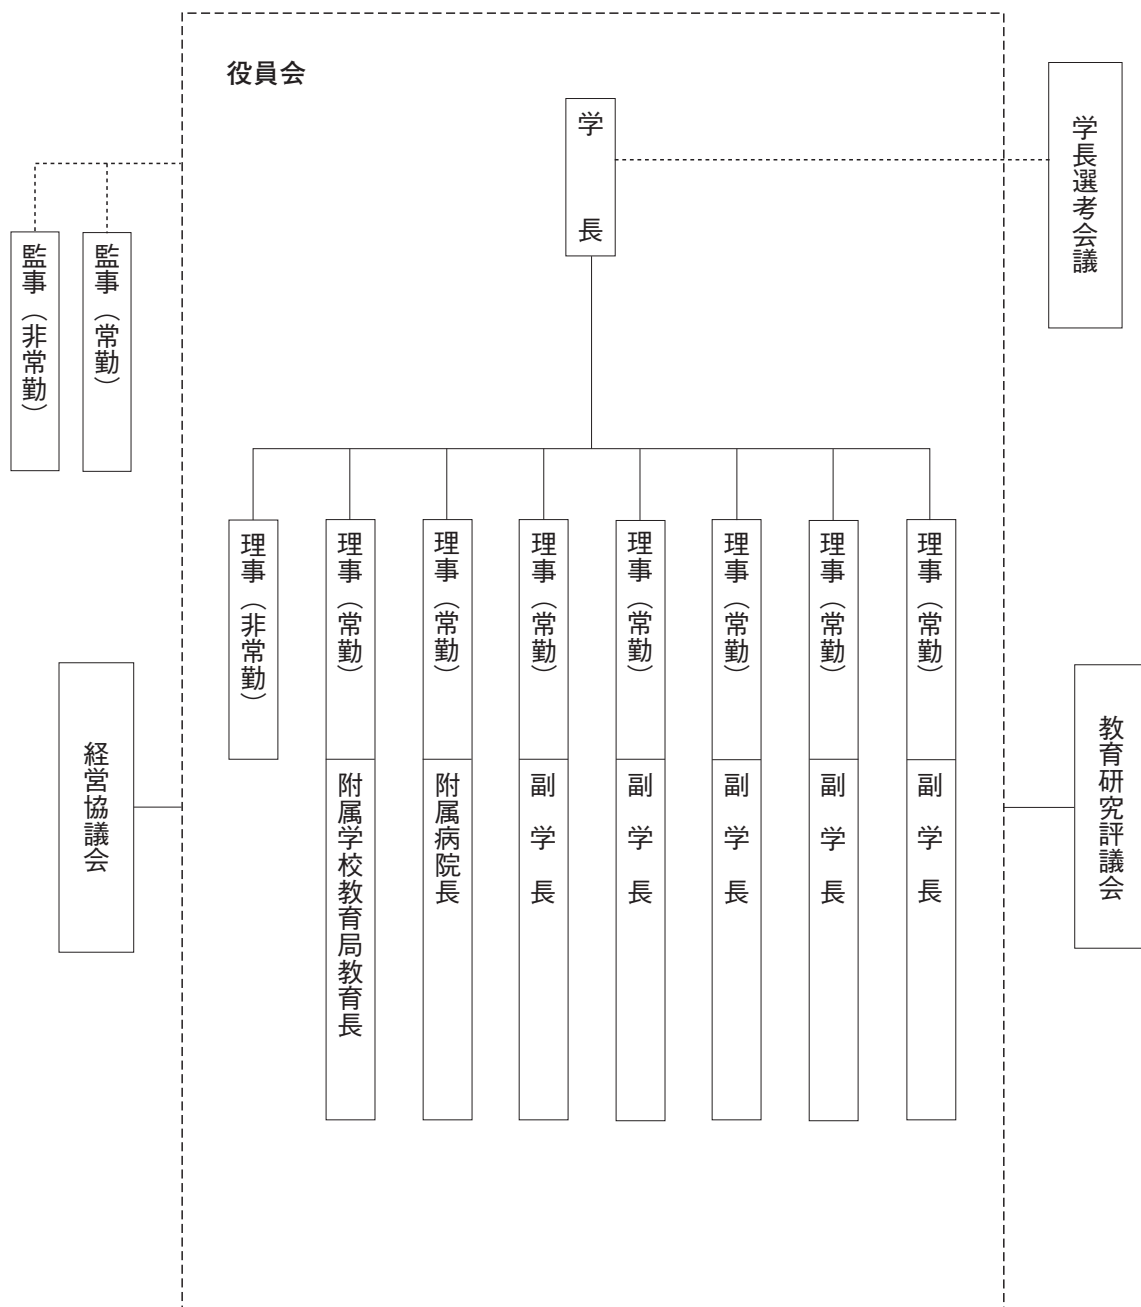 役員会
学長
学長選考会議
監事（常勤）
監事（非常勤）
理事（常勤）
副学長
理事（常勤）
副学長
理事（常勤）
副学長
理事（常勤）
副学長
理事（常勤）
副学長
理事（常勤）
附属病院長
理事（常勤）
附属学校教育局教育長
理事（非常勤）
教育研究評議会
経営協議会